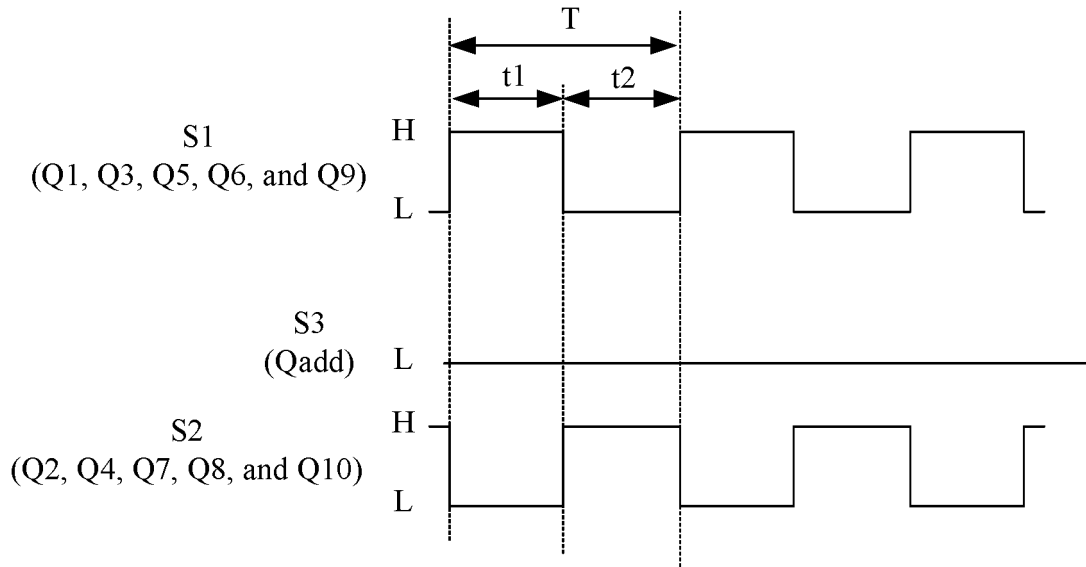 T
t1 t2
S1
(Q1, Q3, Q5, Q6, and Q9)
H
L
S3
(Qadd)
L
S2
(Q2, Q4, Q7, Q8, and Q10)
H
L